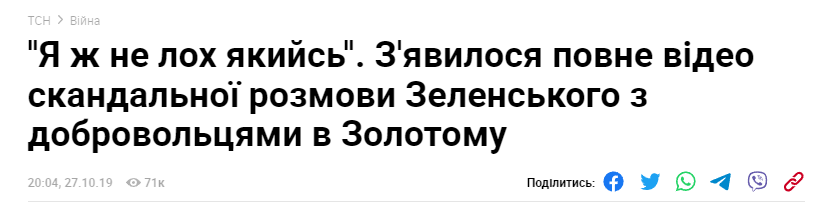 ТСН > Війна
"Я ж не лох якийсь". З'явилося повне відео
скандальної розмови Зеленського з
добровольцями в Золотому
20:04, 27.10.19 71к Поділитись: